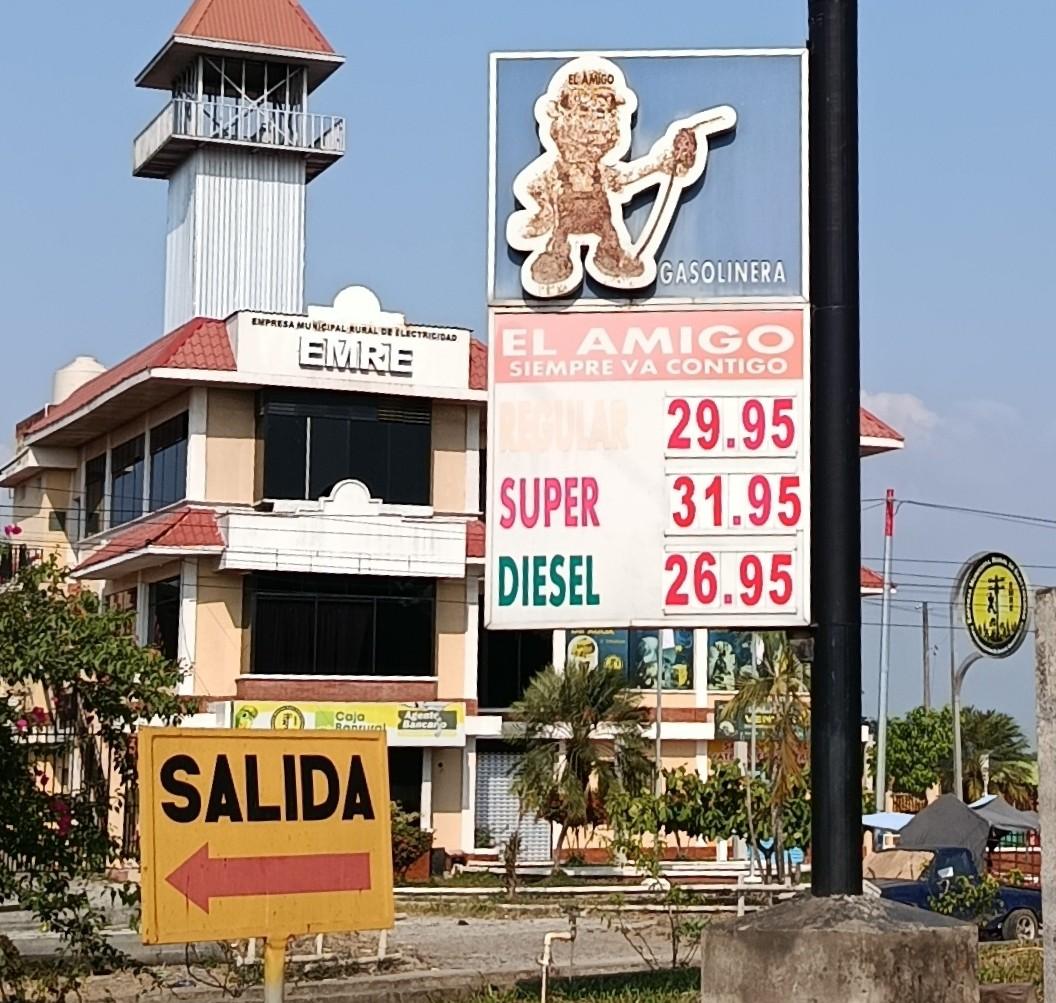 EL AMIGO
GASOLINERA
EL AMIGO
SIEMPRE VA CONTIGO
REGULAR 29.95
SUPER 31.95
DIESEL 26.95
EMPRESA MUNICIPAL RURAL DE ELECTRICIDAD
EMRE
Caja
Banrural
Agente
Bancario
SALIDA